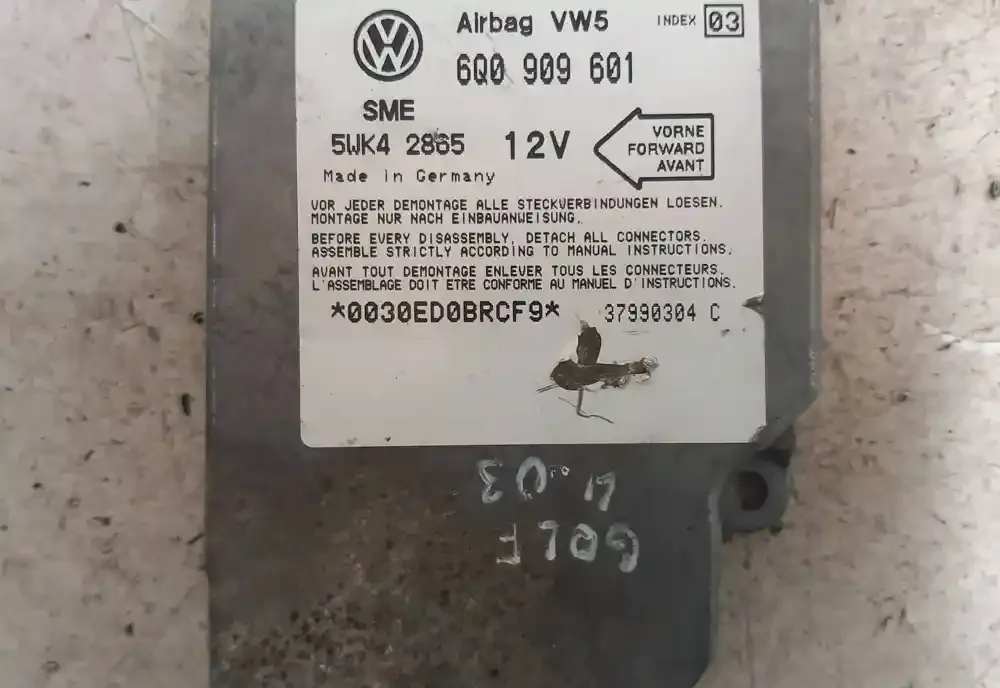 Airbag VW5
INDEX 03
6Q0 909 601
SME
5WK4 2865
12V
VORNE
FORWARD
AVANT
Made in Germany
VOR JEDER DEMONTAGE ALLE STECKVERBINDUNGEN LOESEN.
MONTAGE NUR NACH EINBAUANWEISUNG.
BEFORE EVERY DISASSEMBLY, DETACH ALL CONNECTORS.
ASSEMBLE STRICTLY ACCORDING TO MANUAL INSTRUCTIONS.
AVANT TOUT DEMONTAGE ENLEVER TOUS LES CONNECTEURS.
L'ASSEMBLAGE DOIT ETRE CONFORME AU MANUEL D'INSTRUCTIONS.
*0030ED0BRCF9* 37990304 C
GOLF